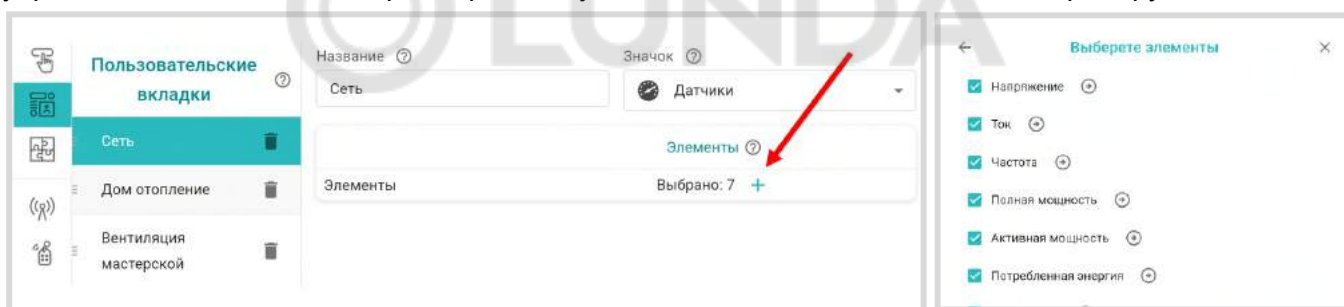 LUNDA
Пользовательские
вкладки
Сеть
Дом отопление
Вентиляция
мастерской
Название
Сеть
Значок
Датчики
Элементы
Элементы
Выбрано: 7 +
Выберете элементы
Напряжение
Ток
Частота
Полная мощность
Активная мощность
Потребленная энергия